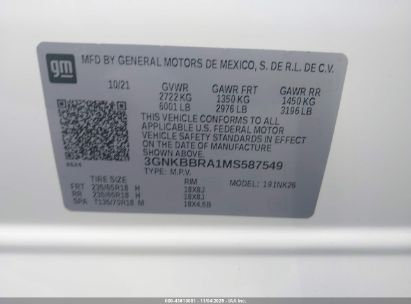 gm
MFD BY GENERAL MOTORS DE MEXICO, S. DE R.L. DE C.V.
10/21 GVWR GAWR FRT GAWR RR
2722 KG 1350 KG 1450 KG
6001 LB 2976 LB 3196 LB
THIS VEHICLE CONFORMS TO ALL
APPLICABLE U.S. FEDERAL MOTOR
VEHICLE SAFETY STANDARDS IN EFFECT ON
THE DATE OF MANUFACTURE SHOWN ABOVE.
3GNKBBRA1MS587549
TYPE: M.P.V. MODEL: 191NK26
TIRE SIZE RIM
FRT 235/65R18 H 18X8J
RR 235/65R18 H 18X8J
SPA T135/70R18 M 18X4.5B